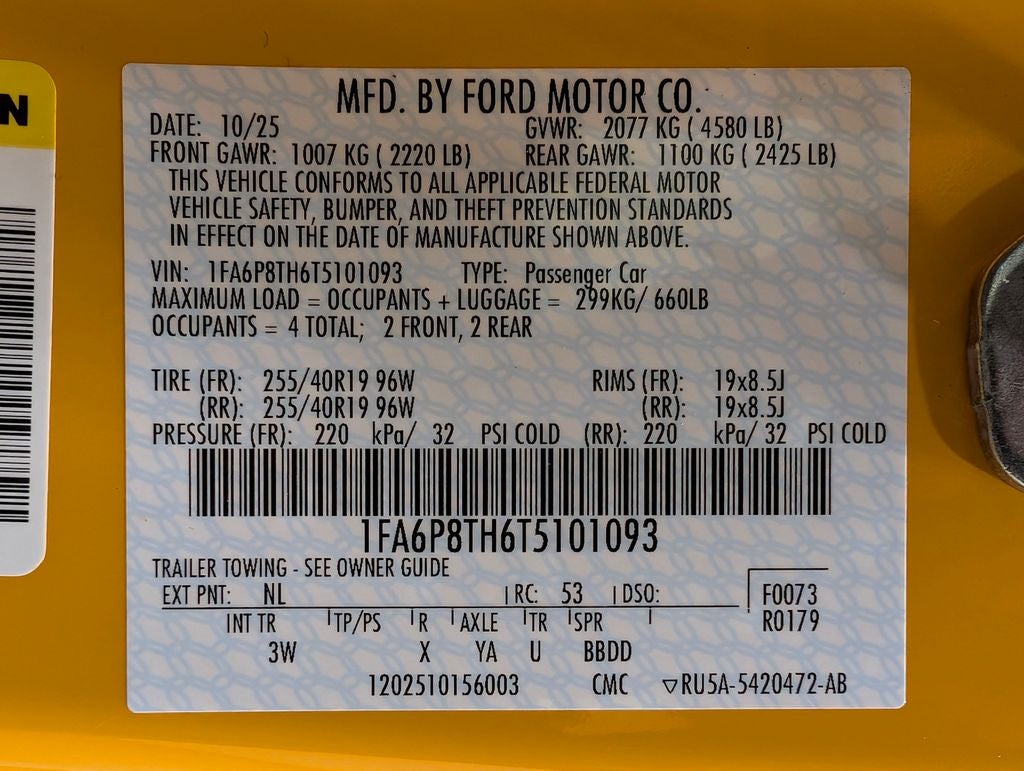 N
MFD. BY FORD MOTOR CO.
DATE: 10/25 GVWR: 2077 KG ( 4580 LB)
FRONT GAWR: 1007 KG ( 2220 LB) REAR GAWR: 1100 KG ( 2425 LB)
THIS VEHICLE CONFORMS TO ALL APPLICABLE FEDERAL MOTOR
VEHICLE SAFETY, BUMPER, AND THEFT PREVENTION STANDARDS
IN EFFECT ON THE DATE OF MANUFACTURE SHOWN ABOVE.
VIN: 1FA6P8TH6T5101093 TYPE: Passenger Car
MAXIMUM LOAD = OCCUPANTS + LUGGAGE = 299KG/ 660LB
OCCUPANTS = 4 TOTAL; 2 FRONT, 2 REAR
TIRE (FR): 255/40R19 96W RIMS (FR): 19x8.5J
(RR): 255/40R19 96W (RR): 19x8.5J
PRESSURE (FR): 220 kPa/ 32 PSI COLD (RR): 220 kPa/ 32 PSI COLD
1FA6P8TH6T5101093
TRAILER TOWING - SEE OWNER GUIDE
EXT PNT: NL RC: 53 DSO: F0073
INT TR TP/PS R AXLE TR SPR R0179
3W X YA U BBDD
1202510156003 CMC ▽RU5A-5420472-AB